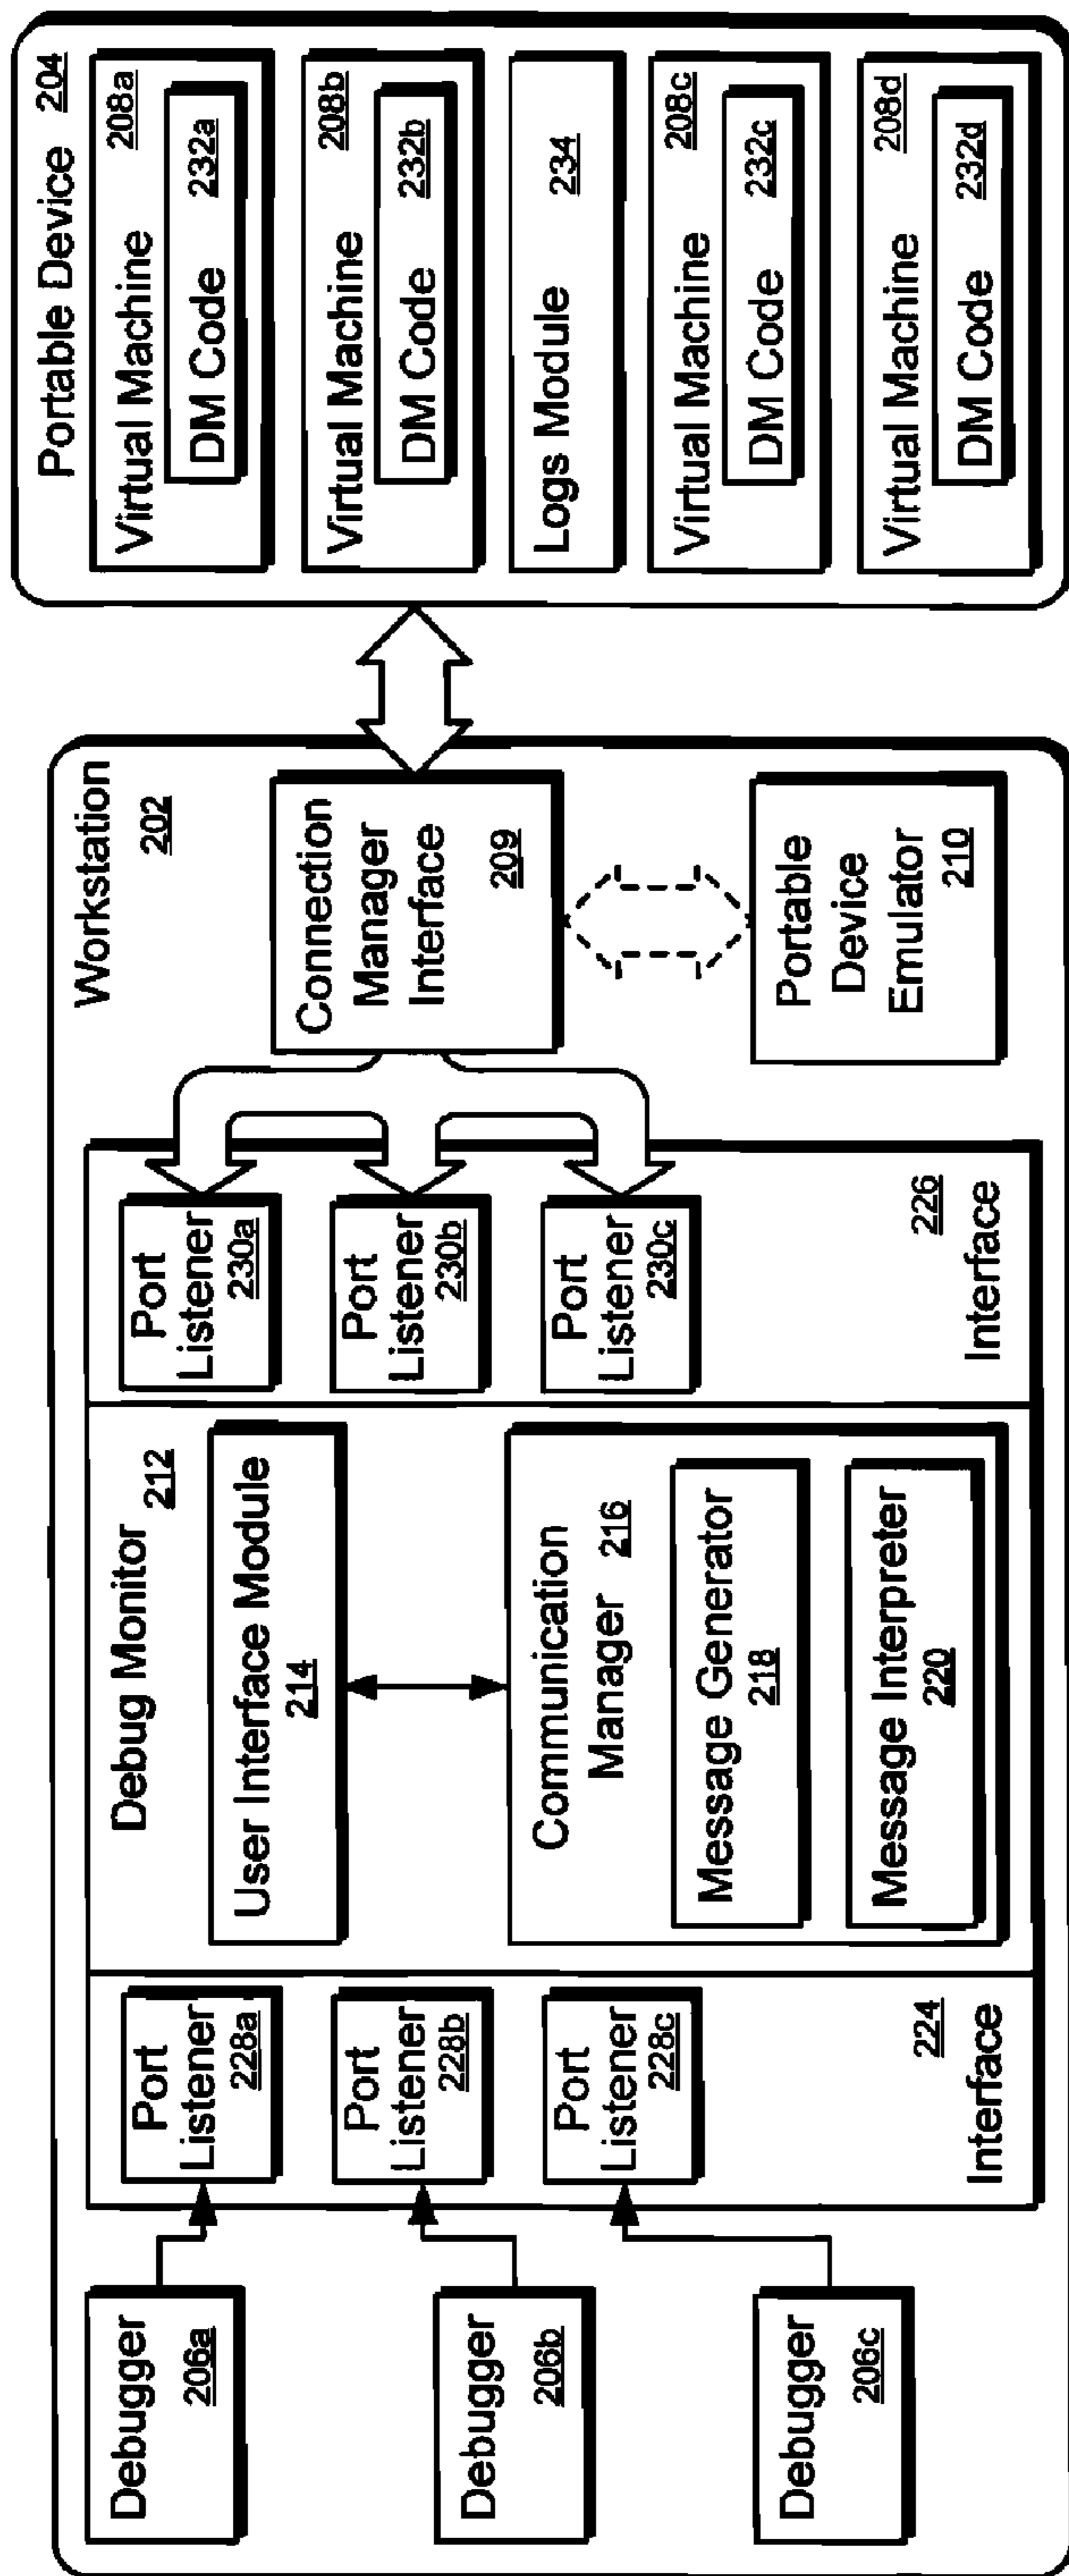 Workstation
202
Debugger
206a
Debugger
206b
Debugger
206c
Port
Listener
228a
Port
Listener
228b
Port
Listener
228c
224
Interface
Debug Monitor
212
User Interface Module
214
Communication
Manager 216
Message Generator
218
Message Interpreter
220
Port
Listener
230a
Port
Listener
230b
Port
Listener
230c
226
Interface
Connection
Manager
Interface
209
Portable
Device
Emulator
210
Portable Device 204
Virtual Machine 208a
DM Code 232a
Virtual Machine 208b
DM Code 232b
Logs Module 234
Virtual Machine 208c
DM Code 232c
Virtual Machine 208d
DM Code 232d